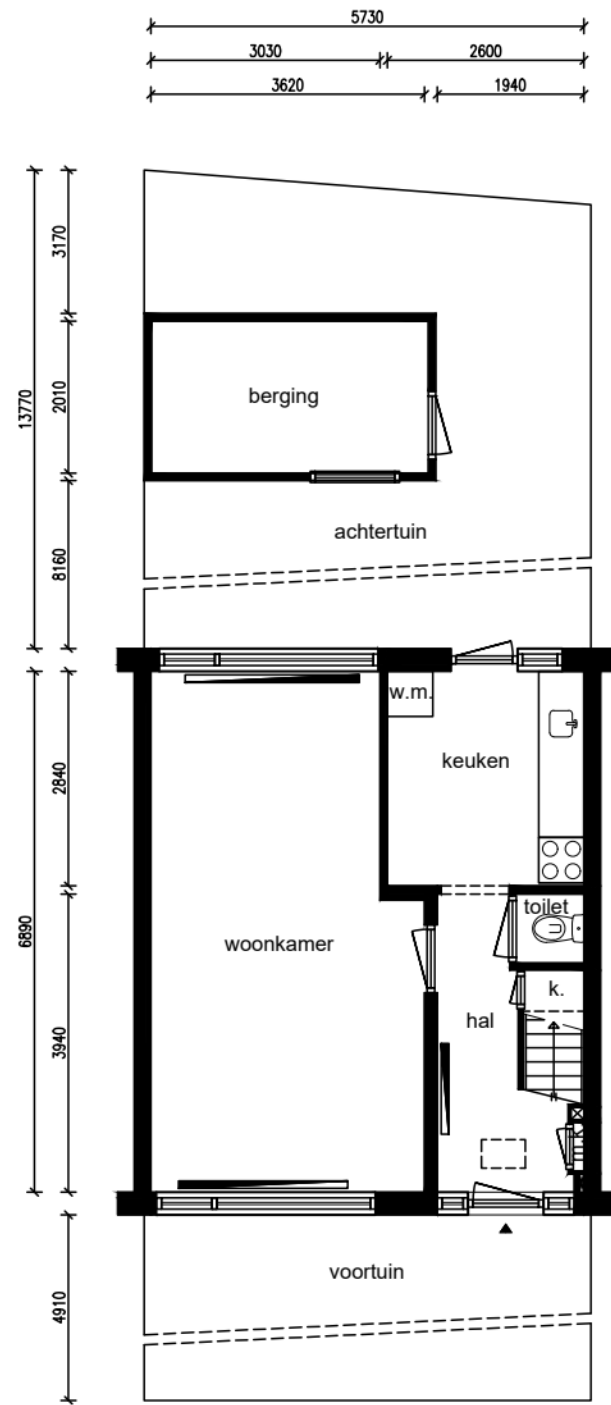 5730
3030 2600
3620 1940
3170
13770
2010
berging
8160
achtertuin
w.m.
keuken
2840
toilet
6890
woonkamer
k.
hal
3940
voortuin
4910